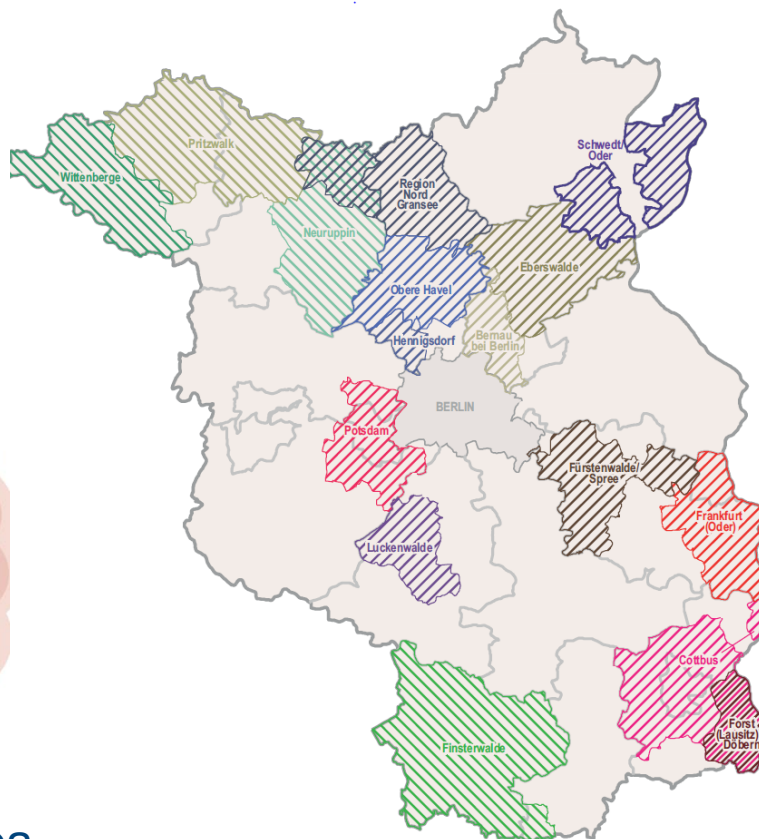 Schwedt/
Oder
Pritzwalk
Wittenberge
Region
Nord
Gransee
Neuruppin
Eberswalde
Obere Havel
Hennigsdorf
Bernau
bei Berlin
BERLIN
Potsdam
Fürstenwalde/
Spree
Frankfurt
(Oder)
Luckenwalde
Cottbus
Forst
(Lausitz)
Döbern
Finsterwalde